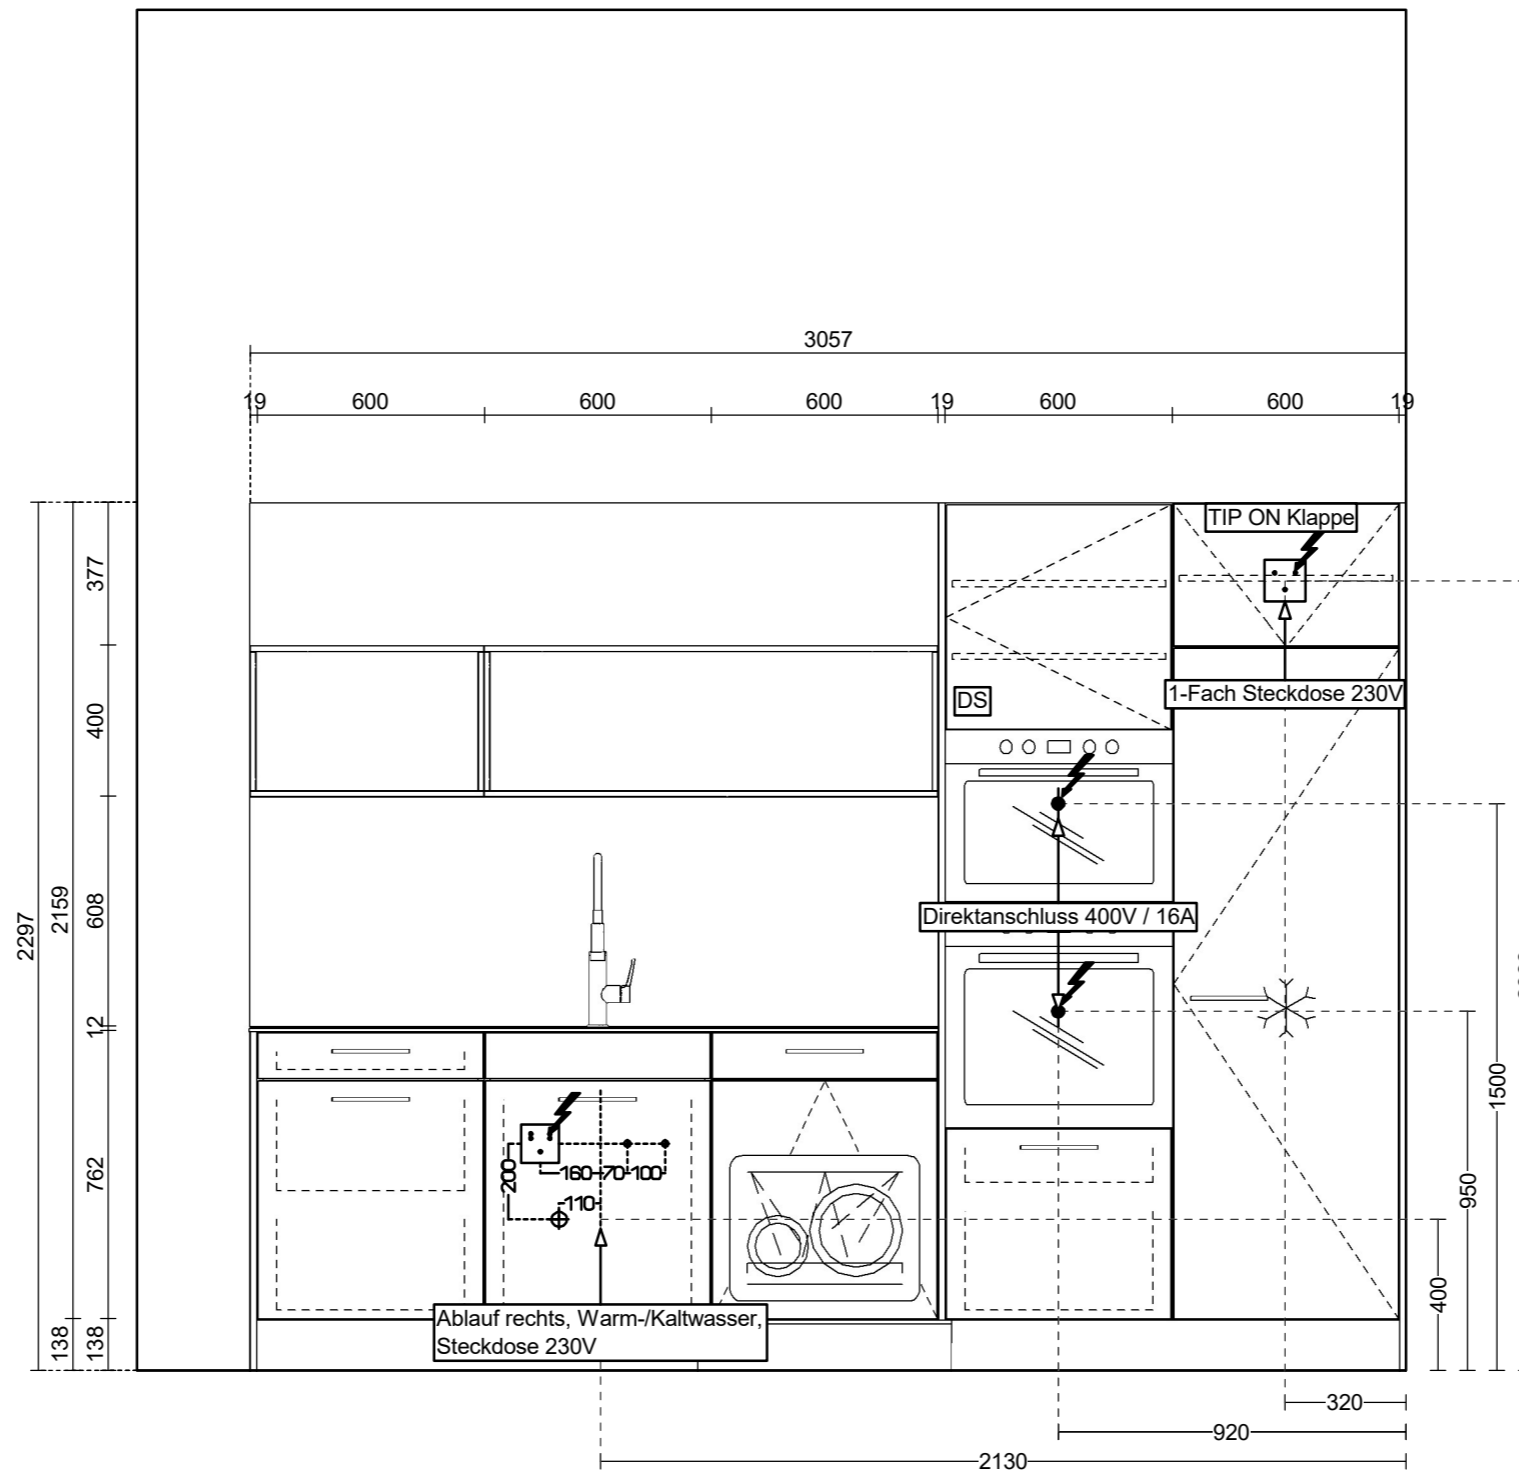 3057
19 600 600 600 19 600 600 19
TIP ON Klappe
377
1-Fach Steckdose 230V
DS
400
Direktanschluss 400V / 16A
2297
2159
608
12
1500
762
200
160 70 100
110
950
400
Ablauf rechts, Warm-/Kaltwasser,
Steckdose 230V
138
138
320
920
2130